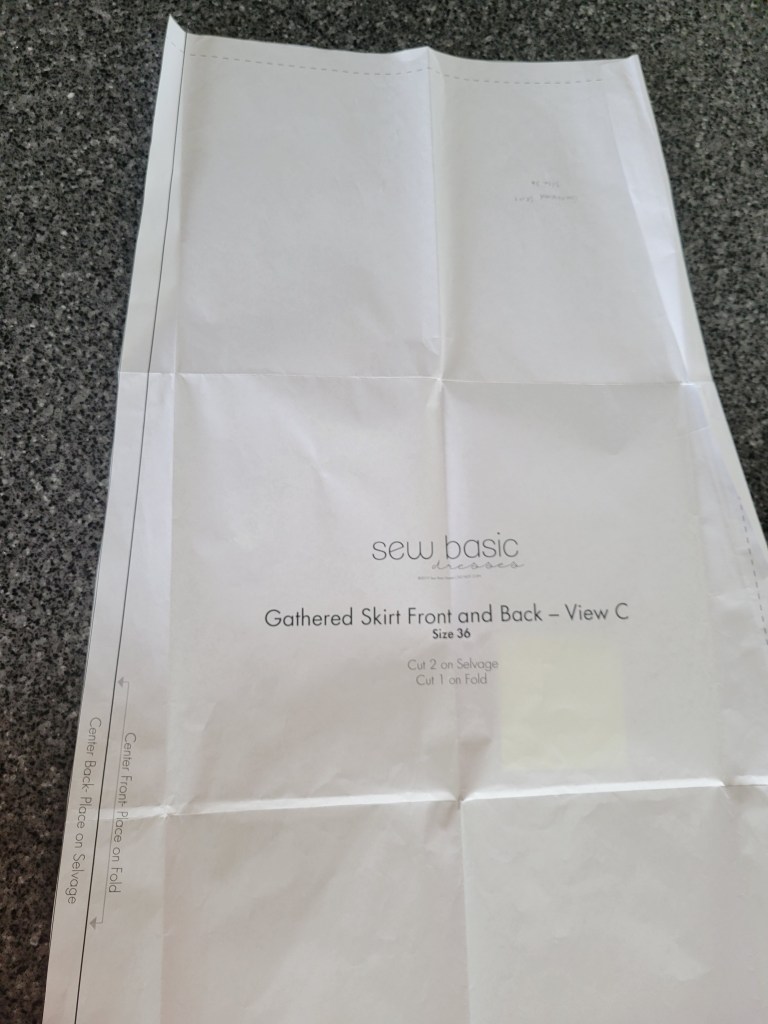 sew basic
dresses
Gathered Skirt Front and Back – View C
Size 36
Cut 2 on Selvage
Cut 1 on Fold
Center Front- Place on Fold
Center Back- Place on Selvage